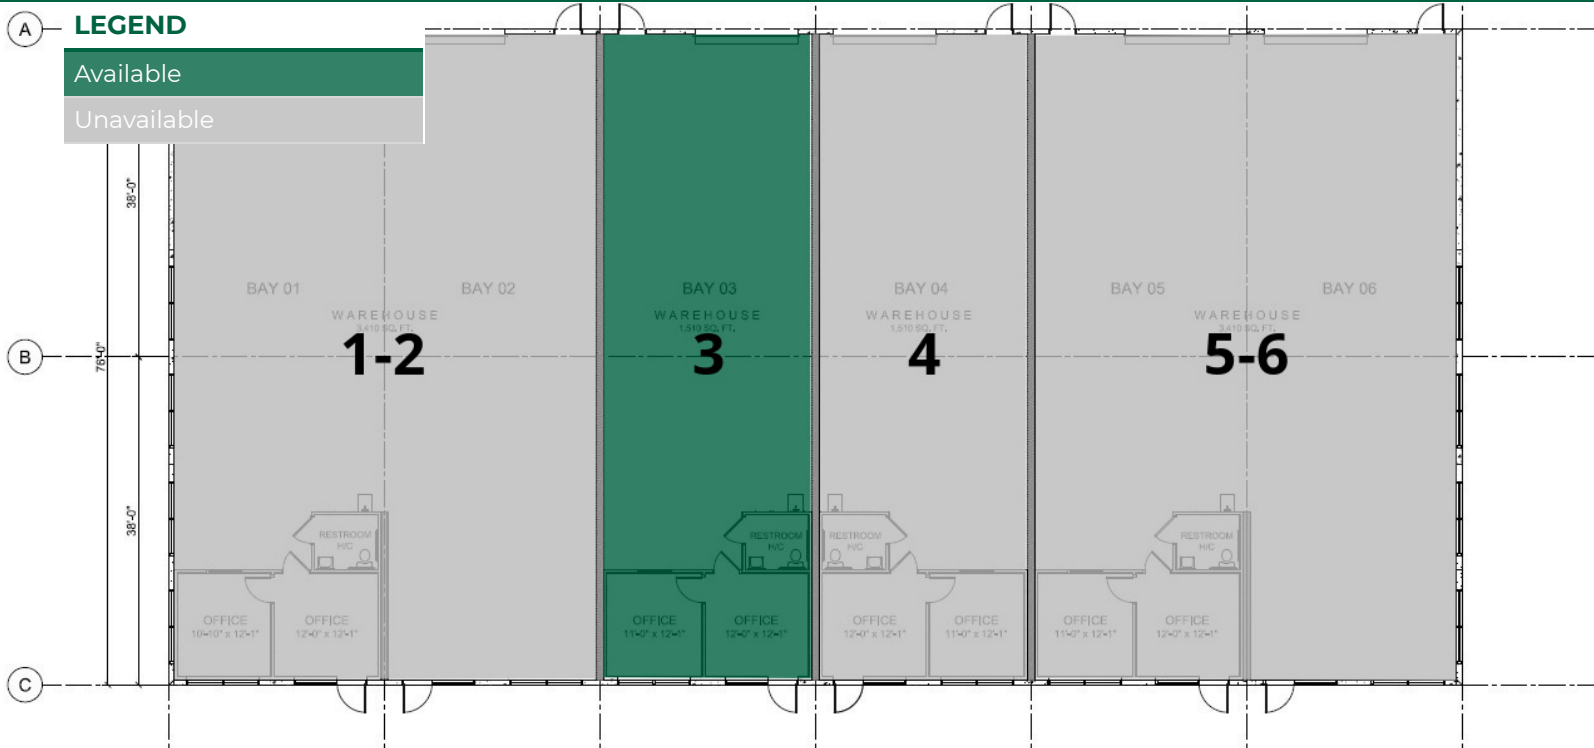 LEGEND
Available
Unavailable
A
B
C
38'-0"
76'-0"
38'-0"
BAY 01
BAY 02
WAREHOUSE
3,410 SQ. FT.
1-2
RESTROOM
H/C
OFFICE
10'-10" x 12'-1"
OFFICE
12'-0" x 12'-1"
BAY 03
WAREHOUSE
1,510 SQ. FT.
3
RESTROOM
H/C
OFFICE
11'-0" x 12'-1"
OFFICE
12'-0" x 12'-1"
BAY 04
WAREHOUSE
1,510 SQ. FT.
4
RESTROOM
H/C
OFFICE
12'-0" x 12'-1"
OFFICE
11'-0" x 12'-1"
BAY 05
BAY 06
WAREHOUSE
3,410 SQ. FT.
5-6
RESTROOM
H/C
OFFICE
11'-0" x 12'-1"
OFFICE
12'-0" x 12'-1"